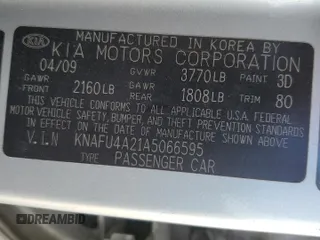 MANUFACTURED IN KOREA BY
KIA KIA MOTORS CORPORATION
04/09 GVWR 3770LB PAINT 3D
GAWR FRONT 2160LB GAWR REAR 1808LB TRIM 80
THIS VEHICLE CONFORMS TO ALL APPLICABLE U.S.A FEDERAL
MOTOR VEHICLE SAFETY, BUMPER, AND THEFT PREVENTION STANDARDS
IN EFFECT ON THE DATE OF MANUFACTURE SHOWN ABOVE.
V.I.N KNAFU4A21A5066595
TYPE PASSENGER CAR
DREAMBID